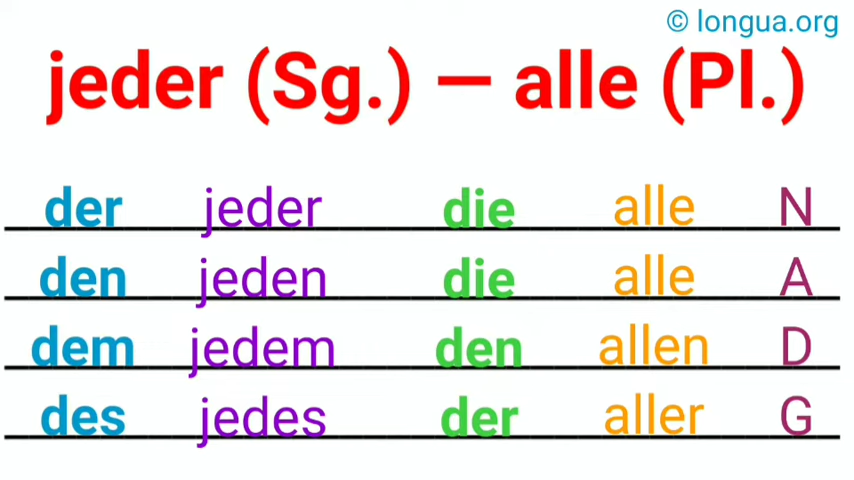 © longua.org
jeder (Sg.) – alle (Pl.)
der jeder die alle N
den jeden die alle A
dem jedem den allen D
des jedes der aller G